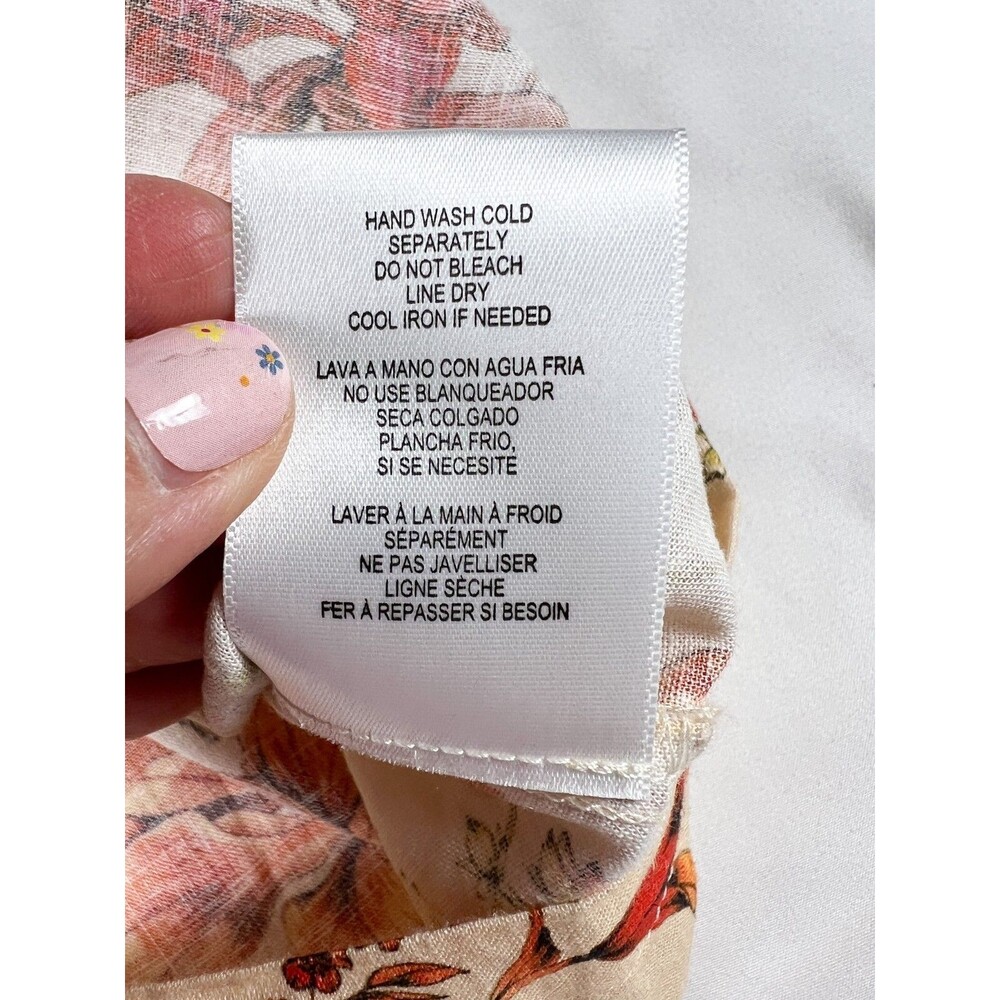 HAND WASH COLD
SEPARATELY
DO NOT BLEACH
LINE DRY
COOL IRON IF NEEDED
LAVA A MANO CON AGUA FRIA
NO USE BLANQUEADOR
SECA COLGADO
PLANCHA FRIO,
SI SE NECESITE
LAVER À LA MAIN À FROID
SÉPARÉMENT
NE PAS JAVELLISER
LIGNE SÈCHE
FER À REPASSER SI BESOIN